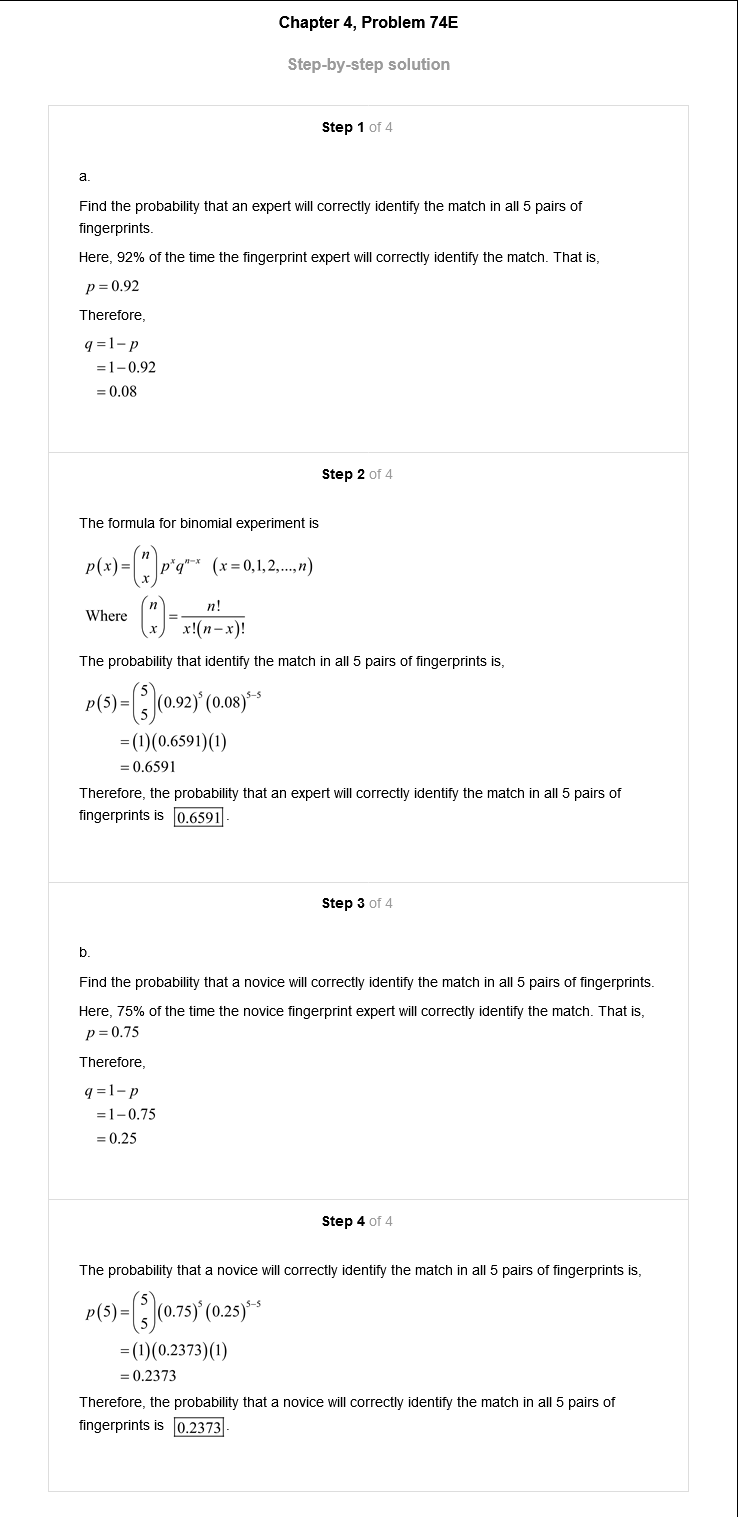 Chapter 4, Problem 74E
Step-by-step solution
Step 1 of 4
a.
Find the probability that an expert will correctly identify the match in all 5 pairs of
fingerprints.
Here, 92% of the time the fingerprint expert will correctly identify the match. That is,
p = 0.92
Therefore,
q = 1 − p
= 1 − 0.92
= 0.08
Step 2 of 4
The formula for binomial experiment is
p(x) = (n x) p^x q^(n−x) (x = 0,1,2,...,n)
Where (n x) = n! / x!(n − x)!
The probability that identify the match in all 5 pairs of fingerprints is,
p(5) = (5 5) (0.92)^5 (0.08)^(5−5)
= (1)(0.6591)(1)
= 0.6591
Therefore, the probability that an expert will correctly identify the match in all 5 pairs of
fingerprints is 0.6591 .
Step 3 of 4
b.
Find the probability that a novice will correctly identify the match in all 5 pairs of fingerprints.
Here, 75% of the time the novice fingerprint expert will correctly identify the match. That is,
p = 0.75
Therefore,
q = 1 − p
= 1 − 0.75
= 0.25
Step 4 of 4
The probability that a novice will correctly identify the match in all 5 pairs of fingerprints is,
p(5) = (5 5) (0.75)^5 (0.25)^(5−5)
= (1)(0.2373)(1)
= 0.2373
Therefore, the probability that a novice will correctly identify the match in all 5 pairs of
fingerprints is 0.2373 .